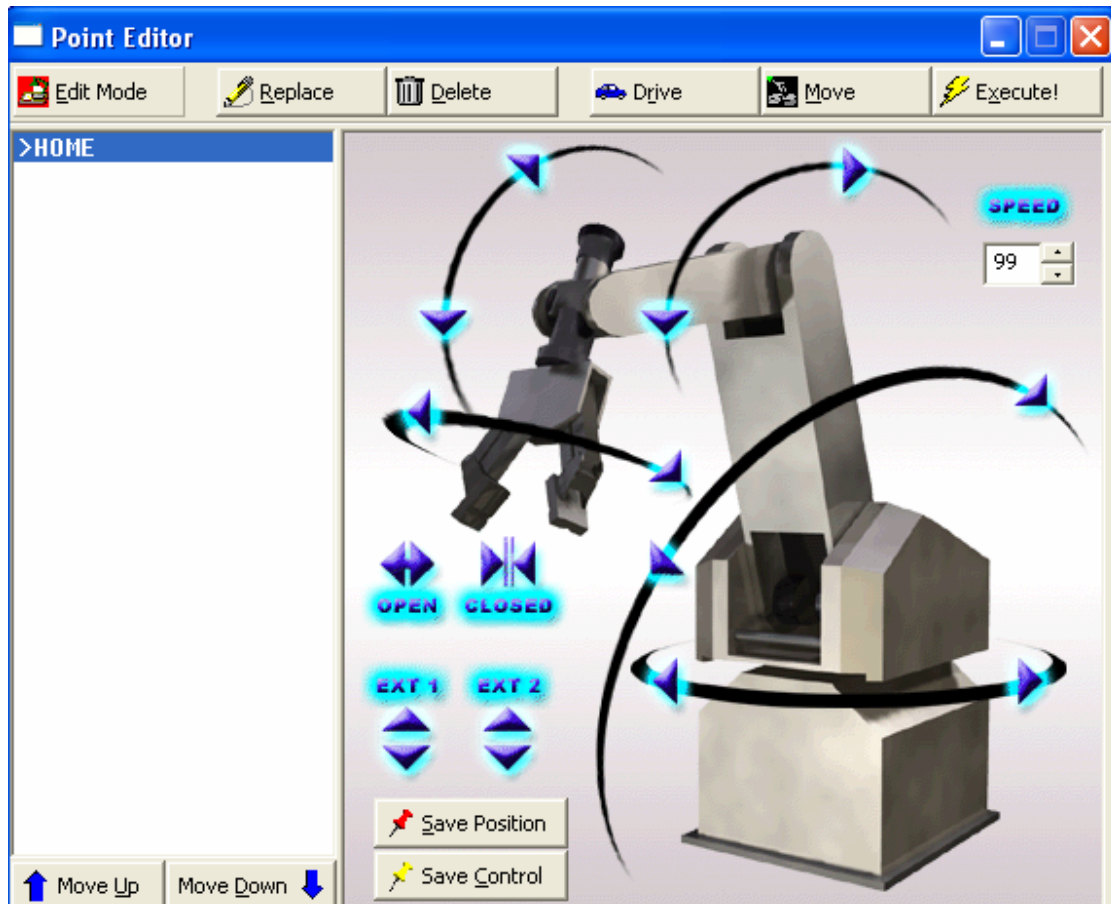 Point Editor
Edit Mode Replace Delete Drive Move Execute!
>HOME
SPEED
99
OPEN CLOSED
EXT 1 EXT 2
Save Position
Save Control
Move Up Move Down